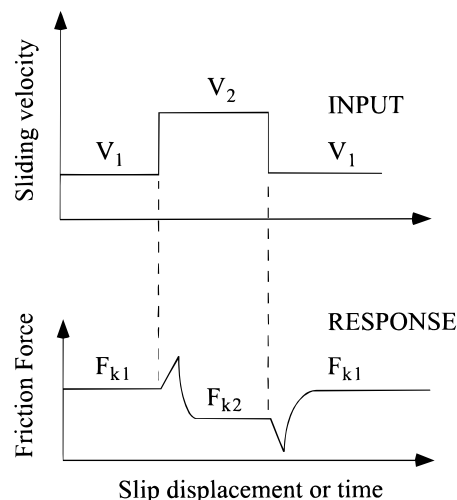 Sliding velocity
V1
V2
INPUT
V1
Friction Force
RESPONSE
Fk1
Fk2
Fk1
Slip displacement or time